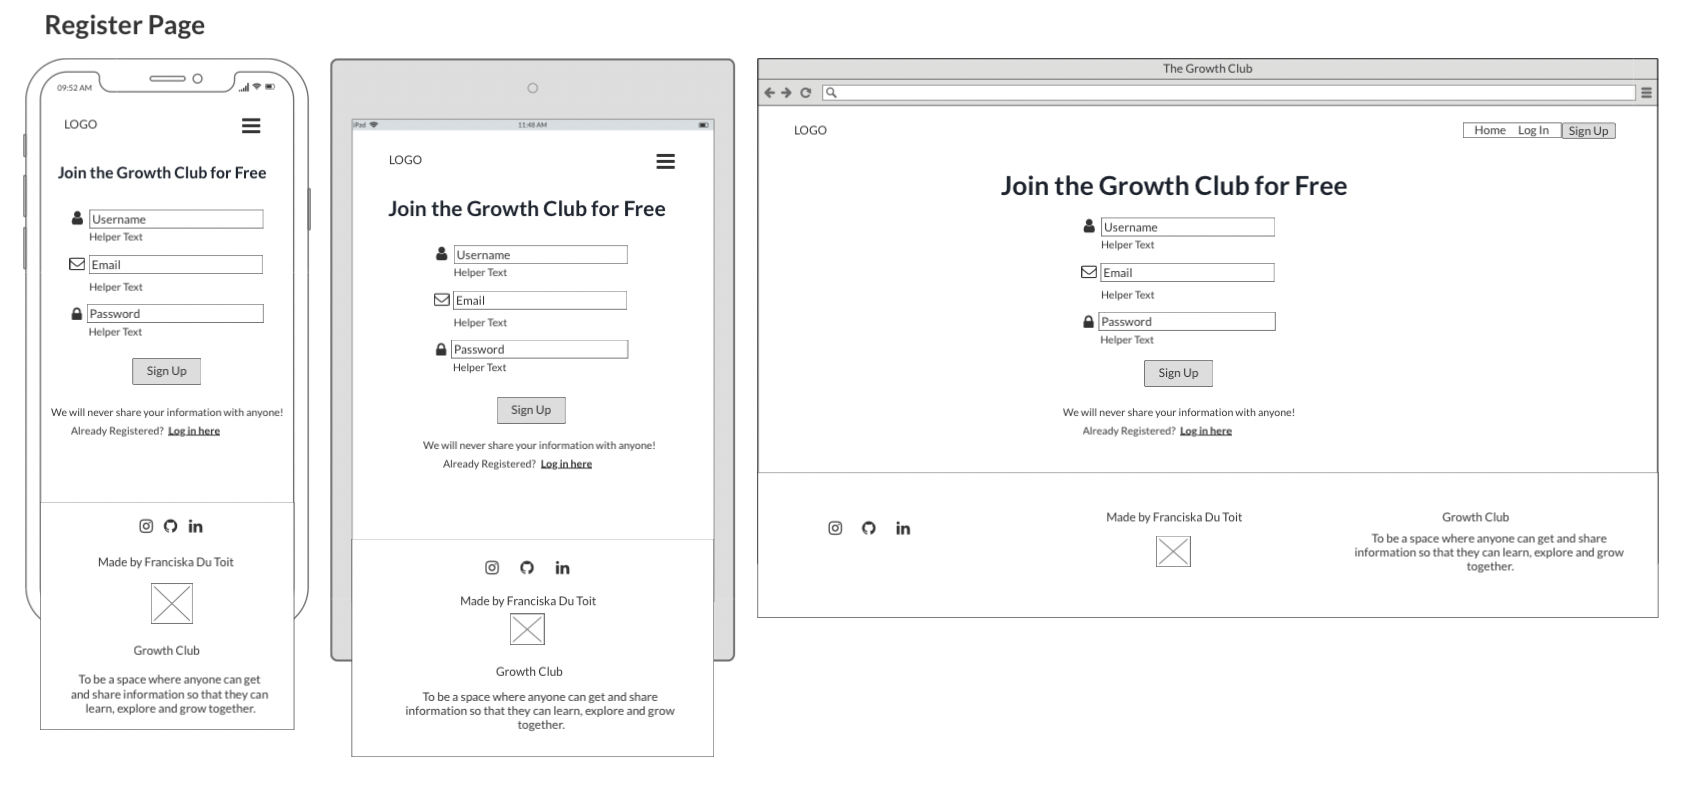 Register Page
09:52 AM
LOGO
Join the Growth Club for Free
Username
Helper Text
Email
Helper Text
Password
Helper Text
Sign Up
We will never share your information with anyone!
Already Registered? Log in here
Made by Franciska Du Toit
Growth Club
To be a space where anyone can get
and share information so that they can
learn, explore and grow together.
iPad 11:48 AM
LOGO
Join the Growth Club for Free
Username
Helper Text
Email
Helper Text
Password
Helper Text
Sign Up
We will never share your information with anyone!
Already Registered? Log in here
Made by Franciska Du Toit
Growth Club
To be a space where anyone can get and share
information so that they can learn, explore and grow
together.
The Growth Club
LOGO Home Log In Sign Up
Join the Growth Club for Free
Username
Helper Text
Email
Helper Text
Password
Helper Text
Sign Up
We will never share your information with anyone!
Already Registered? Log in here
Made by Franciska Du Toit
Growth Club
To be a space where anyone can get and share
information so that they can learn, explore and grow
together.